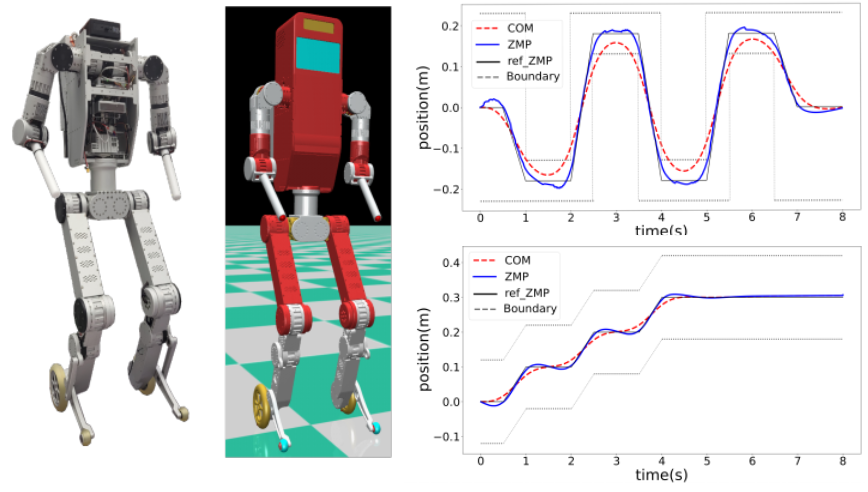 0.2
0.1
0.0
−0.1
−0.2
position(m)
COM
ZMP
ref_ZMP
Boundary
0 1 2 3 4 5 6 7 8
time(s)
0.4
0.3
0.2
0.1
0.0
−0.1
position(m)
COM
ZMP
ref_ZMP
Boundary
0 1 2 3 4 5 6 7 8
time(s)